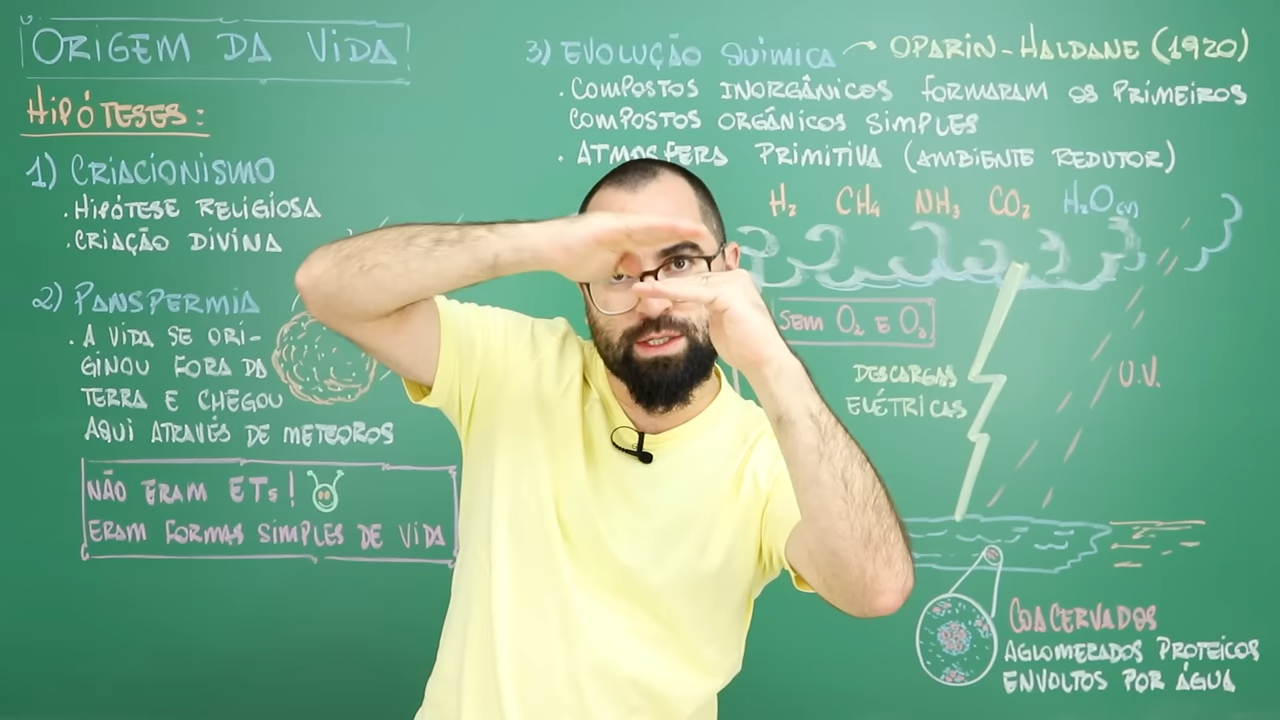 ORIGEM DA VIDA
HIPÓTESES:
1) CRIACIONISMO
. HIPÓTESE RELIGIOSA
. CRIAÇÃO DIVINA
2) PANSPERMIA
. A VIDA SE ORI-
GINOU FORA DA
TERRA E CHEGOU
AQUI ATRAVÉS DE METEOROS
NÃO ERAM ETs!
ERAM FORMAS SIMPLES DE VIDA
3) EVOLUÇÃO QUÍMICA → OPARIN-HALDANE (1920)
. COMPOSTOS INORGÂNICOS FORMARAM OS PRIMEIROS
COMPOSTOS ORGÂNICOS SIMPLES
. ATMOSFERA PRIMITIVA (AMBIENTE REDUTOR)
H₂ CH₄ NH₃ CO₂ H₂O(v)
SEM O₂ E O₃
DESCARGAS
ELÉTRICAS
U.V.
COACERVADOS
AGLOMERADOS PROTEICOS
ENVOLTOS POR ÁGUA